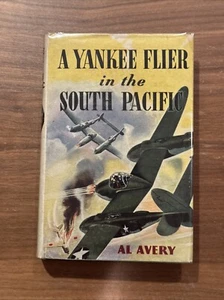 A YANKEE FLIER
in the
SOUTH PACIFIC
AL AVERY